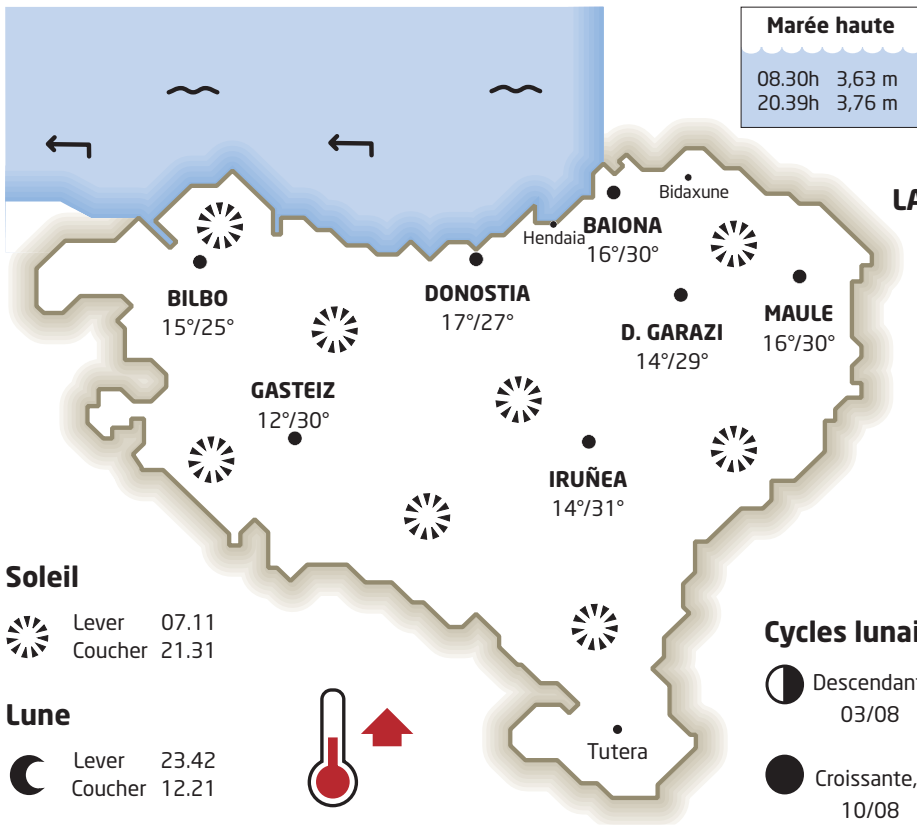 Marée haute
08.30h 3,63 m
20.39h 3,76 m
LA
Bidaxune
Hendaia
BAIONA
16°/30°
BILBO
15°/25°
DONOSTIA
17°/27°
D. GARAZI
14°/29°
MAULE
16°/30°
GASTEIZ
12°/30°
IRUÑEA
14°/31°
Tutera
Soleil
Lever 07.11
Coucher 21.31
Lune
Lever 23.42
Coucher 12.21
Cycles lunai
Descendant
03/08
Croissante,
10/08